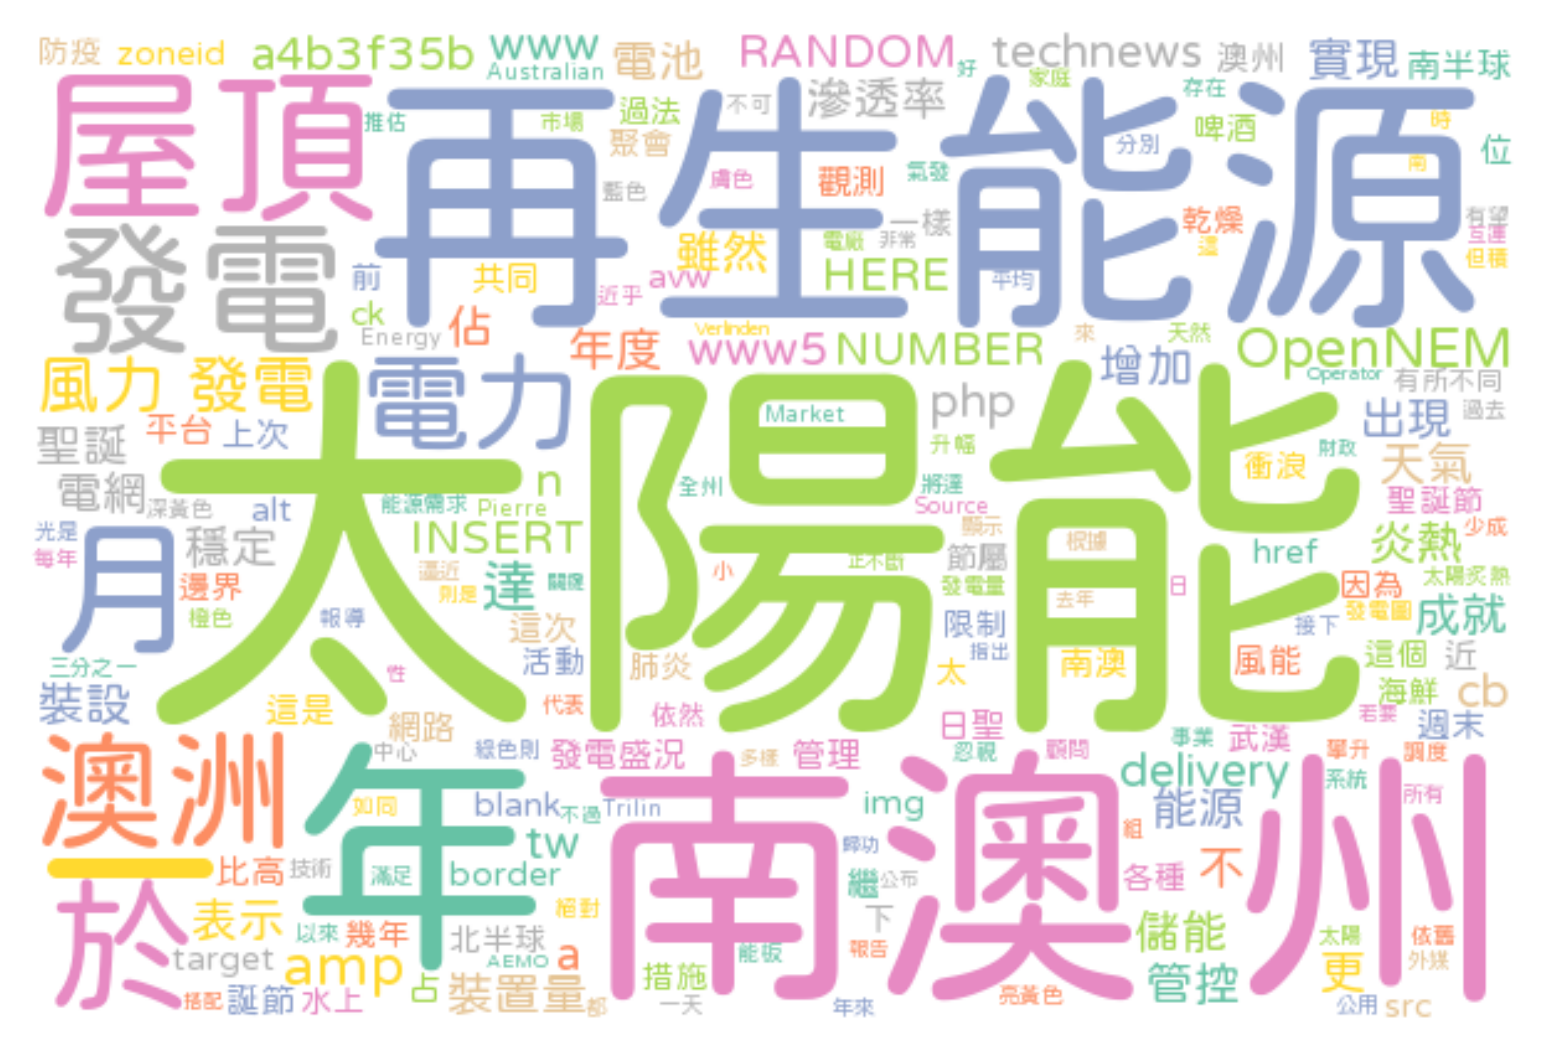 防疫 zoneid a4b3f35b www Australian 電池 RANDOM 好 technews 澳州 實現 南半球
家庭 存在 時
屋頂 推估 再生能源 市場 過法 不可 滲透率 分別 啤酒 位
聚會 藍色 膚色 觀測 氣發 南
發電 前 共同 雖然 一樣 電廠 非常 乾燥 這 有望 互連 但積
近乎 avw HERE 平均
ck Energy 佔 年度 Verlinden www5 NUMBER 來 天然 增加 OpenNEM
風力 發電 電力 太陽能 Market php Operator 有所不同
聖誕 平台 上次 升幅 出現 過去
電網 深黃色 alt 能源需求 n Pierre 全州 將達 Source 衝浪 財政 天氣 聖誕節
光是 每年 月 穩定 INSERT 顯示 根據 href 炎熱 少成
邊界 逼近 則是 達 小 正不斷 節屬 發電量 去年 日 因為 太陽炙熱
橙色 報導 這次 限制 接下 發電圖 成就
三分之一 性 活動 肺炎 太 指出 南澳 風能 這個 近
裝設 這是 網路 代表 依然 日聖 若要 海鮮 cb 週末
澳洲 年 中心 綠色則 發電盛況 多樣 管理 忽視 顧問 事業 武漢 攀升 調度
如同 blank 不過 Trilin 南澳州 img delivery 能源 系統 所有
一 比高 技術 滿足 tw border 歸功 繼 公布 組 各種 不
於 表示 以來 幾年 北半球 絕對 下 儲能 太陽 依舊
target amp AEMO a 能板 報告 更 外媒
搭配 誕節 水上 占 裝置量 都 措施 一天 年來 亮黃色 管控 公用 src